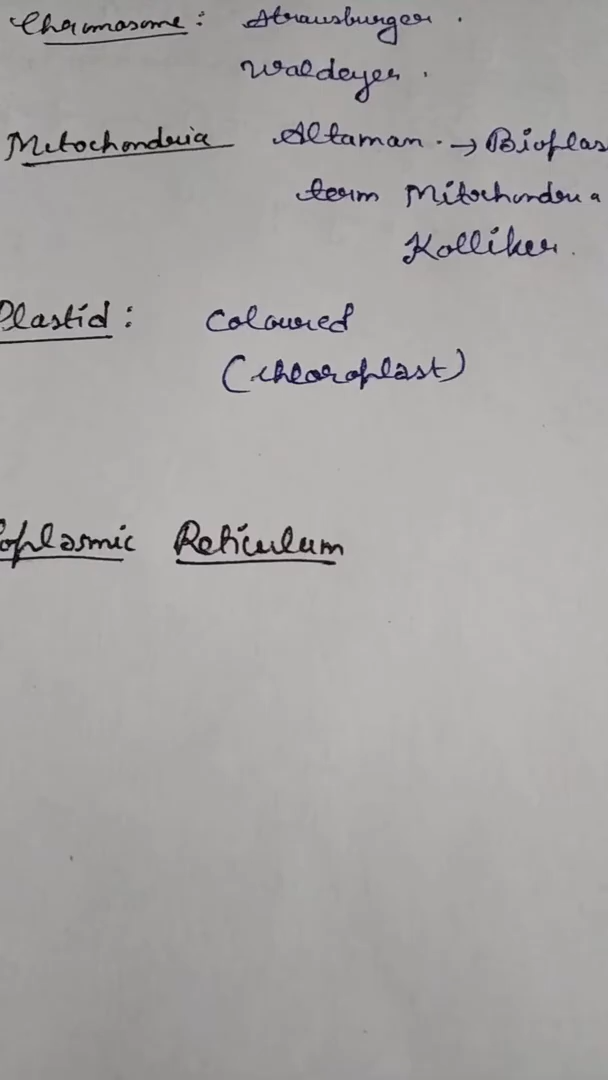 Chromosome: Strausburger.
Waldeyer.
Mitochondria Altaman. → Bioplas
term Mitochondria
Kolliker.
Plastid: Coloured
(chloroplast)
oplasmic Reticulum